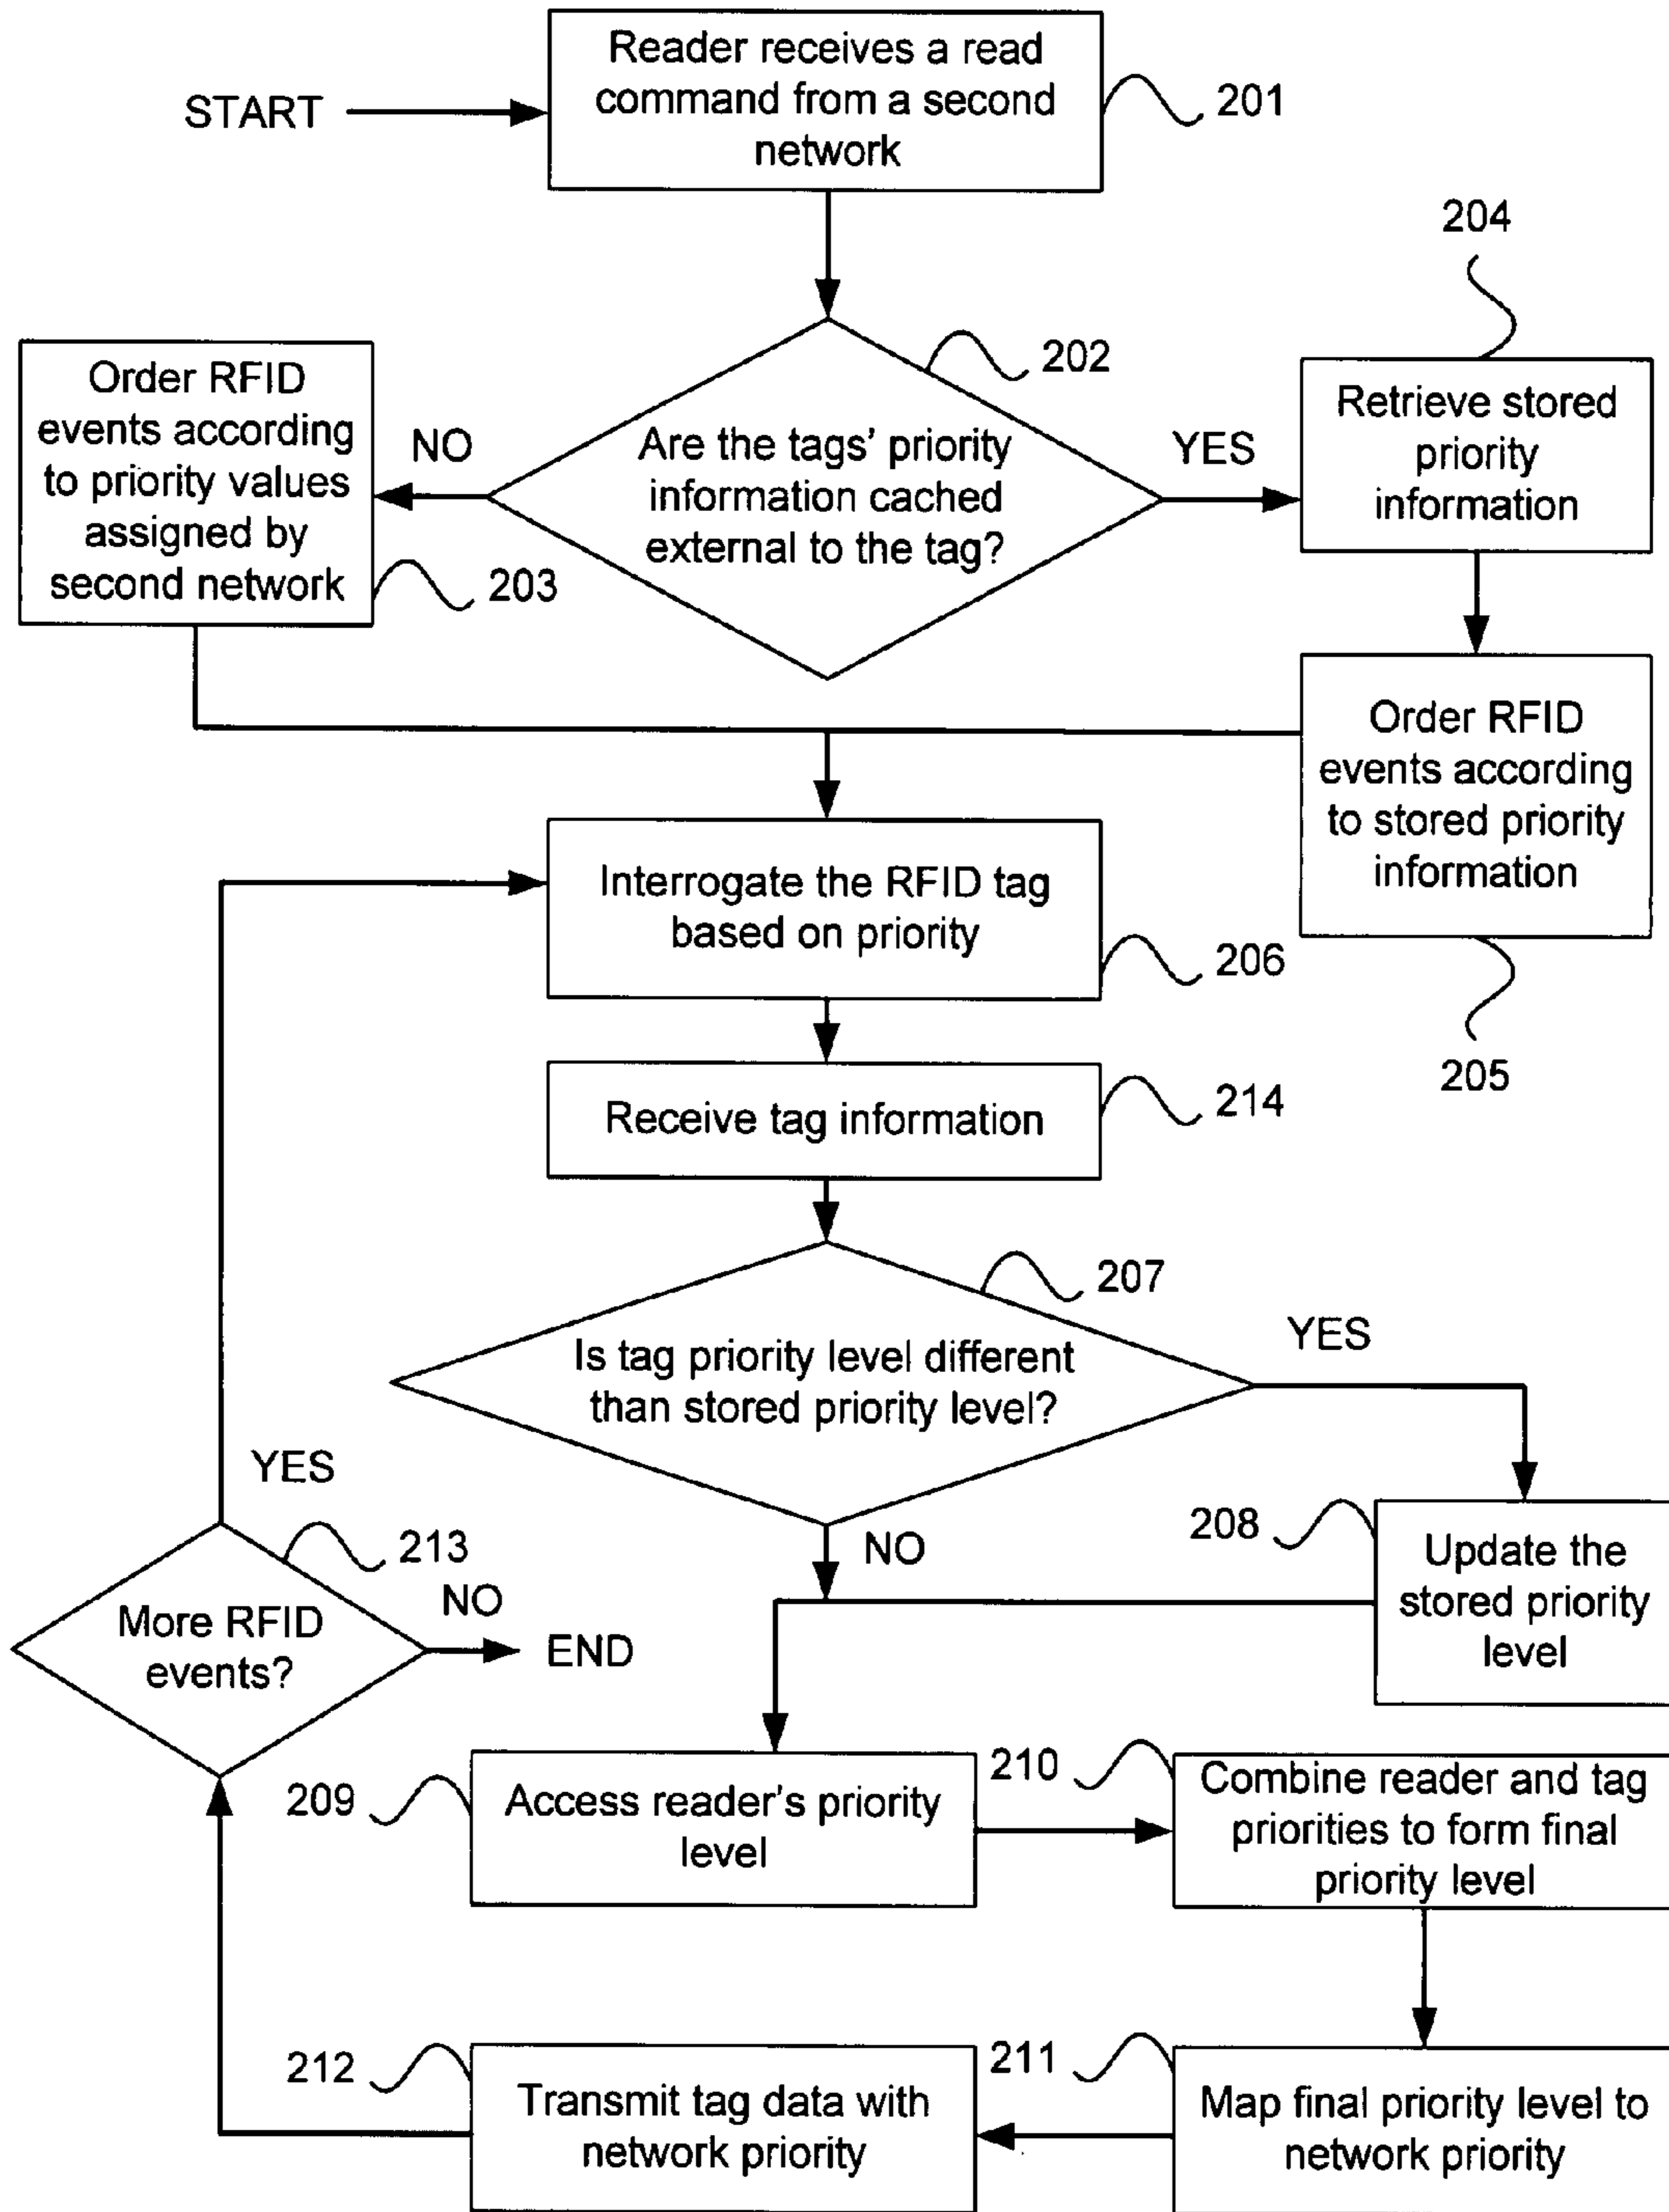 Reader receives a read
command from a second
network
START
201
204
202
Order RFID
events according
to priority values
assigned by
second network
NO
Are the tags' priority
information cached
external to the tag?
YES
Retrieve stored
priority
information
203
Order RFID
events according
to stored priority
information
Interrogate the RFID tag
based on priority
206
205
Receive tag information
214
207
Is tag priority level different
than stored priority level?
YES
YES
213
NO
208
Update the
stored priority
level
More RFID
events?
NO
END
209
Access reader's priority
level
210
Combine reader and tag
priorities to form final
priority level
212
Transmit tag data with
network priority
211
Map final priority level to
network priority